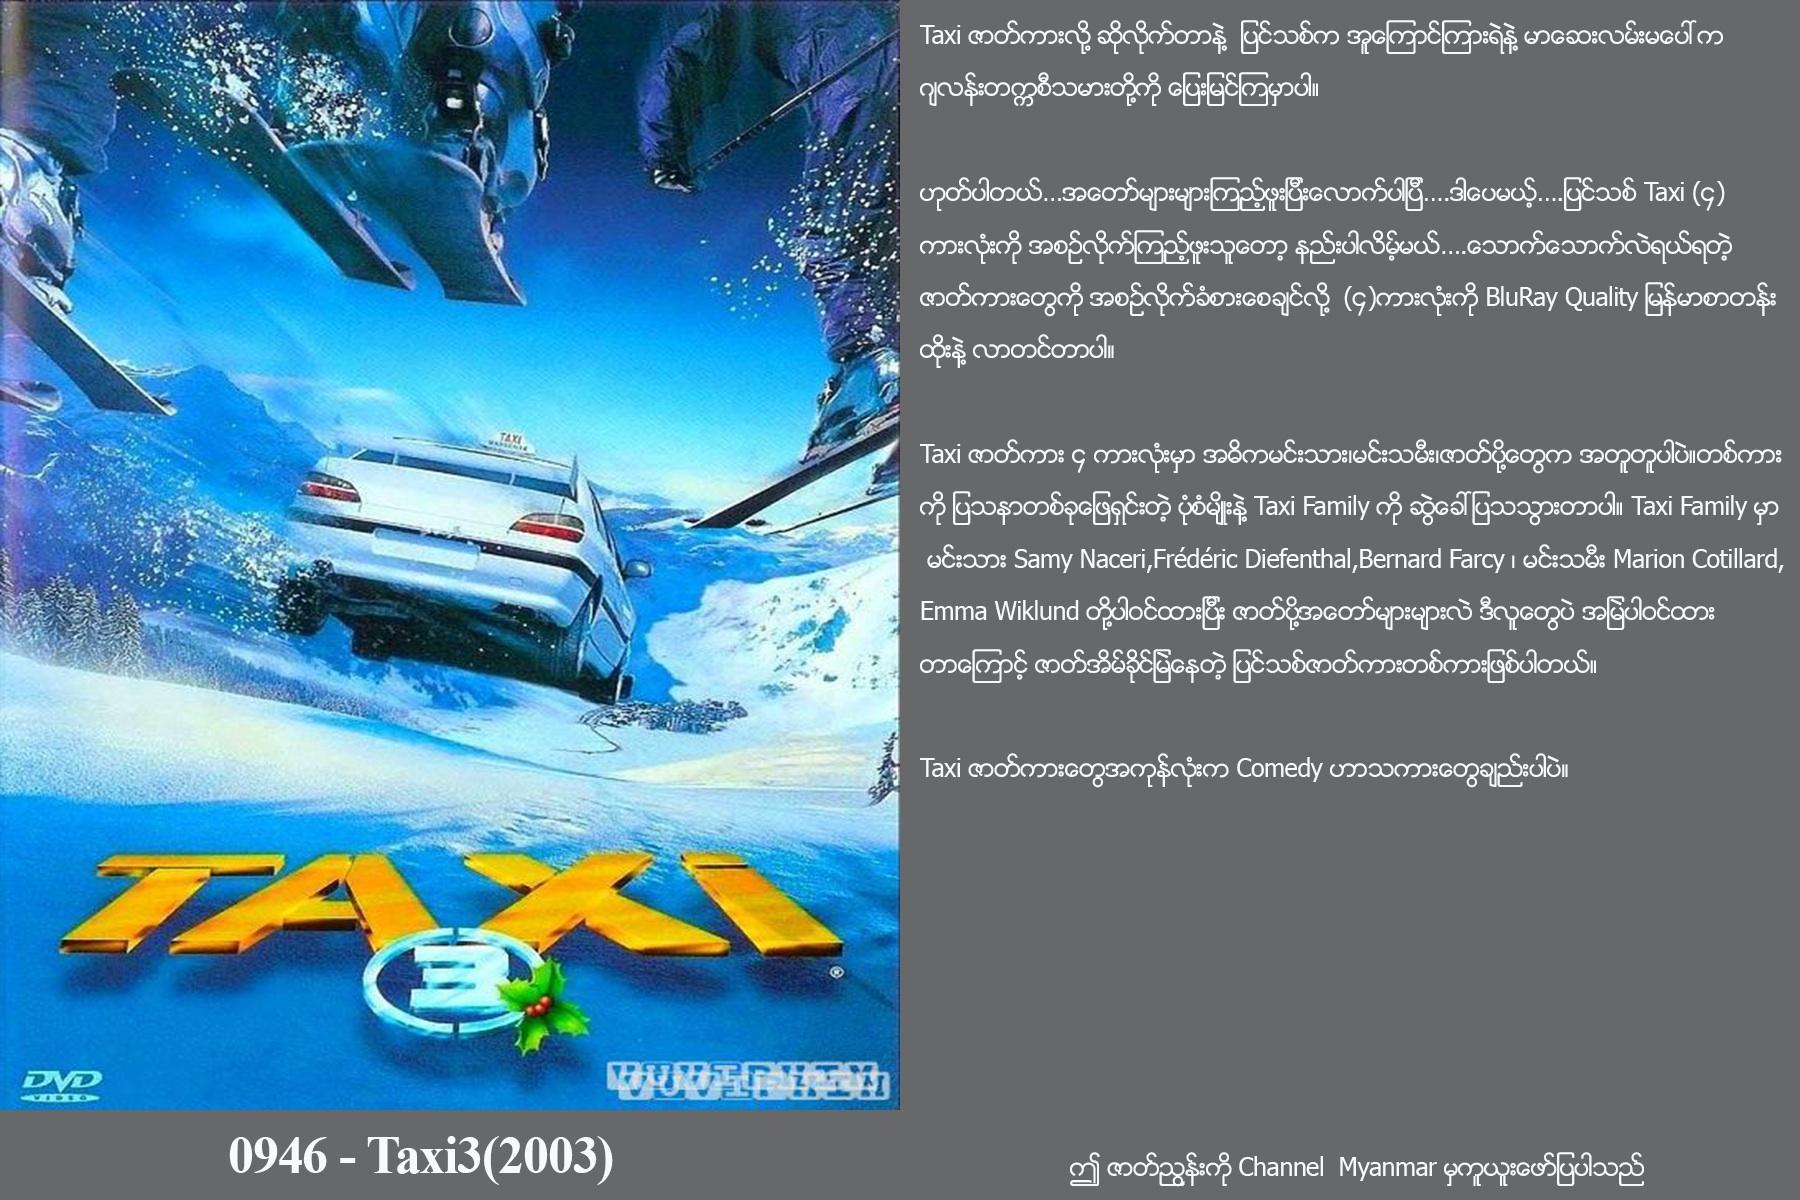 Taxi ဇာတ်ကားလို့ ဆိုလိုက်တာနဲ့ ပြင်သစ်က အူကြောင်ကြားရဲနဲ့ မာဆေးလမ်းမပေါ်က
ဂျလန်းတက္ကစီသမားတို့ကို ပြေးမြင်ကြမှာပါ။
ဟုတ်ပါတယ်...အတော်များများကြည့်ဖူးပြီးလောက်ပါပြီ....ဒါပေမယ့်....ပြင်သစ် Taxi (၄)
ကားလုံးကို အစဉ်လိုက်ကြည့်ဖူးသူတော့ နည်းပါလိမ့်မယ်....သောက်သောက်လဲရယ်ရတဲ့
ဇာတ်ကားတွေကို အစဉ်လိုက်ခံစားစေချင်လို့ (၄)ကားလုံးကို BluRay Quality မြန်မာစာတန်း
ထိုးနဲ့ လာတင်တာပါ။
Taxi ဇာတ်ကား ၄ ကားလုံးမှာ အဓိကမင်းသား၊မင်းသမီး၊ဇာတ်ပို့တွေက အတူတူပါပဲ။တစ်ကား
ကို ပြသနာတစ်ခုဖြေရှင်းတဲ့ ပုံစံမျိုးနဲ့ Taxi Family ကို ဆွဲခေါ်ပြသသွားတာပါ။ Taxi Family မှာ
မင်းသား Samy Naceri,Frédéric Diefenthal,Bernard Farcy ၊ မင်းသမီး Marion Cotillard,
Emma Wiklund တို့ပါဝင်ထားပြီး ဇာတ်ပို့အတော်များများလဲ ဒီလူတွေပဲ အမြဲပါဝင်ထား
တာကြောင့် ဇာတ်အိမ်ခိုင်မြဲနေတဲ့ ပြင်သစ်ဇာတ်ကားတစ်ကားဖြစ်ပါတယ်။
Taxi ဇာတ်ကားတွေအကုန်လုံးက Comedy ဟာသကားတွေချည်းပါပဲ။
TAXI
TAXI
3
®
DVD
VIDEO
VUVIPHIM
0946 - Taxi3(2003)
ဤ ဇာတ်ညွှန်းကို Channel Myanmar မှကူယူးဖော်ပြပါသည်